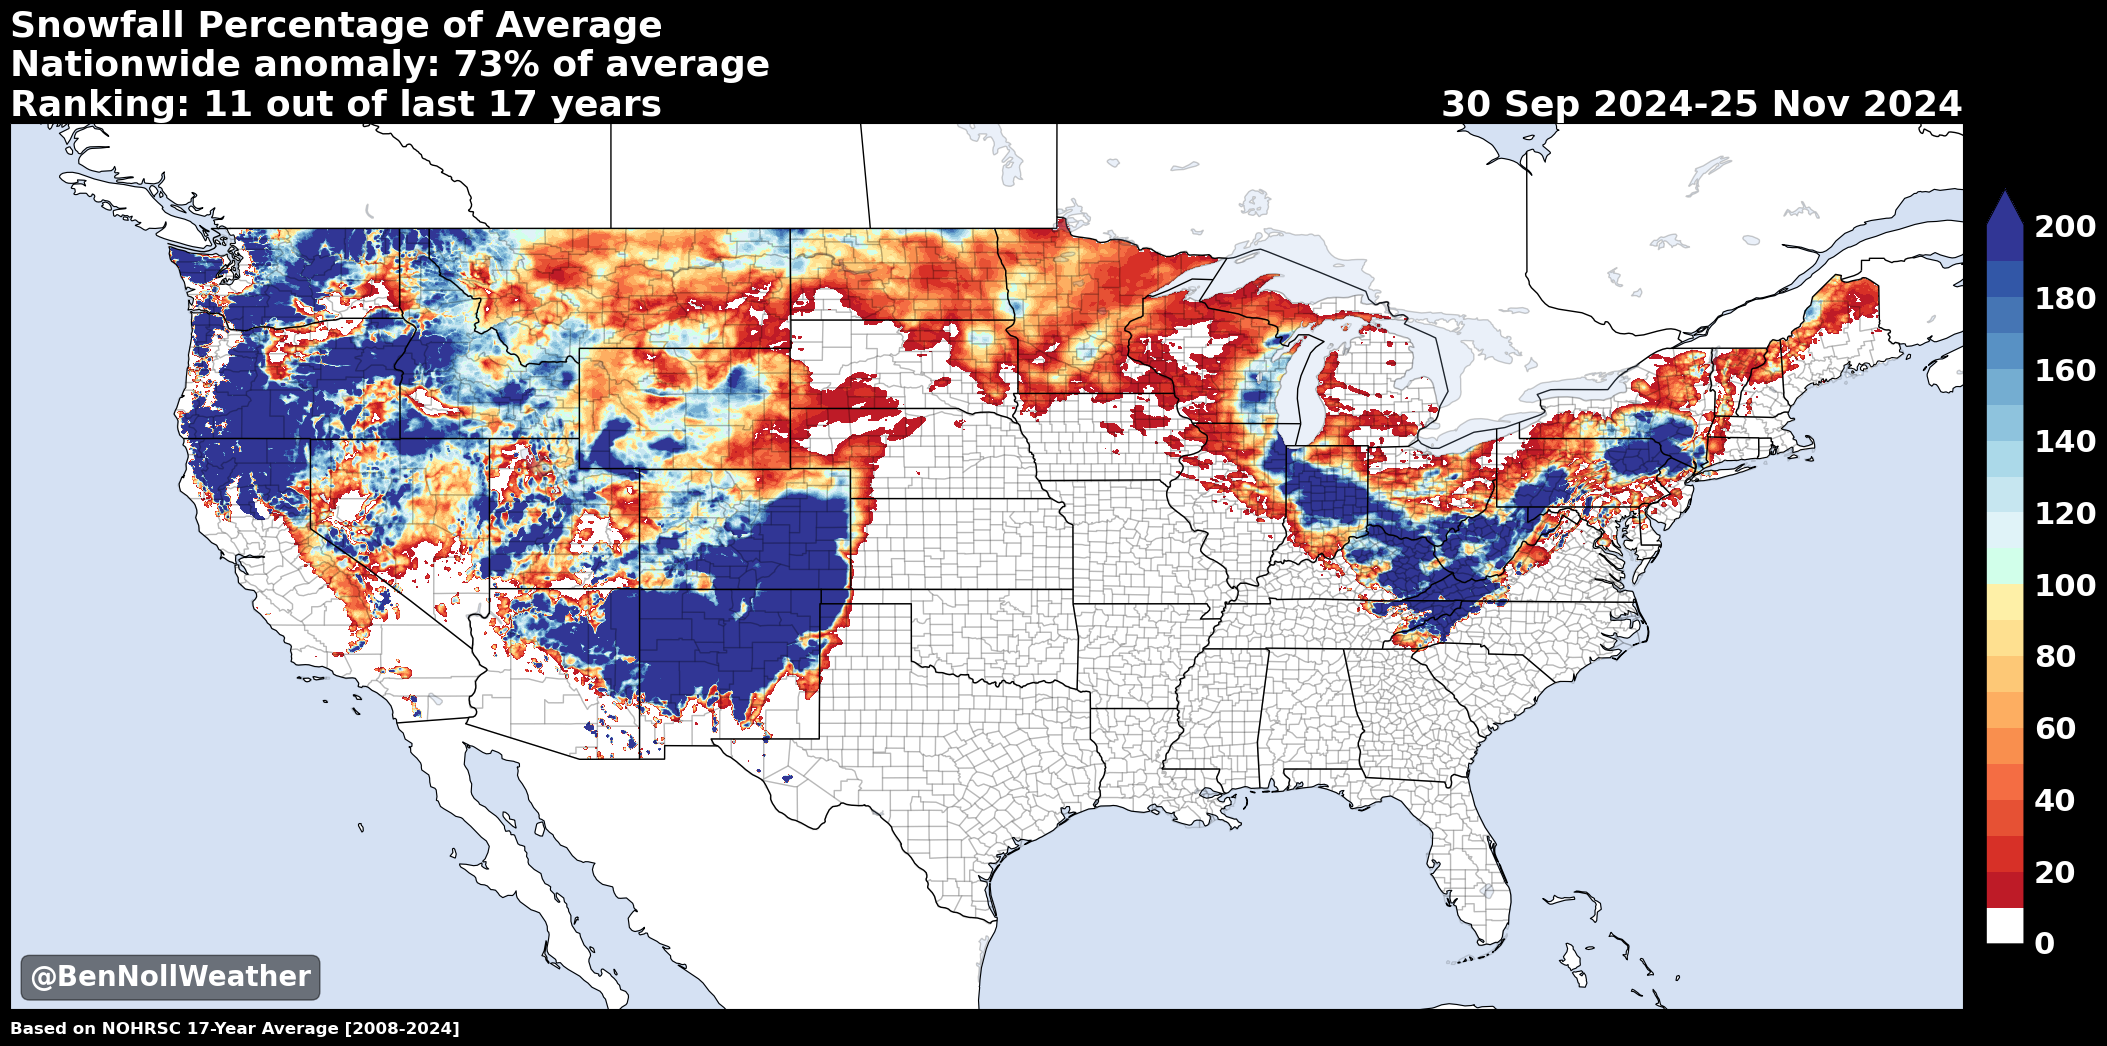 Snowfall Percentage of Average
Nationwide anomaly: 73% of average
Ranking: 11 out of last 17 years
30 Sep 2024-25 Nov 2024
200
180
160
140
120
100
80
60
40
20
0
@BenNollWeather
Based on NOHRSC 17-Year Average [2008-2024]